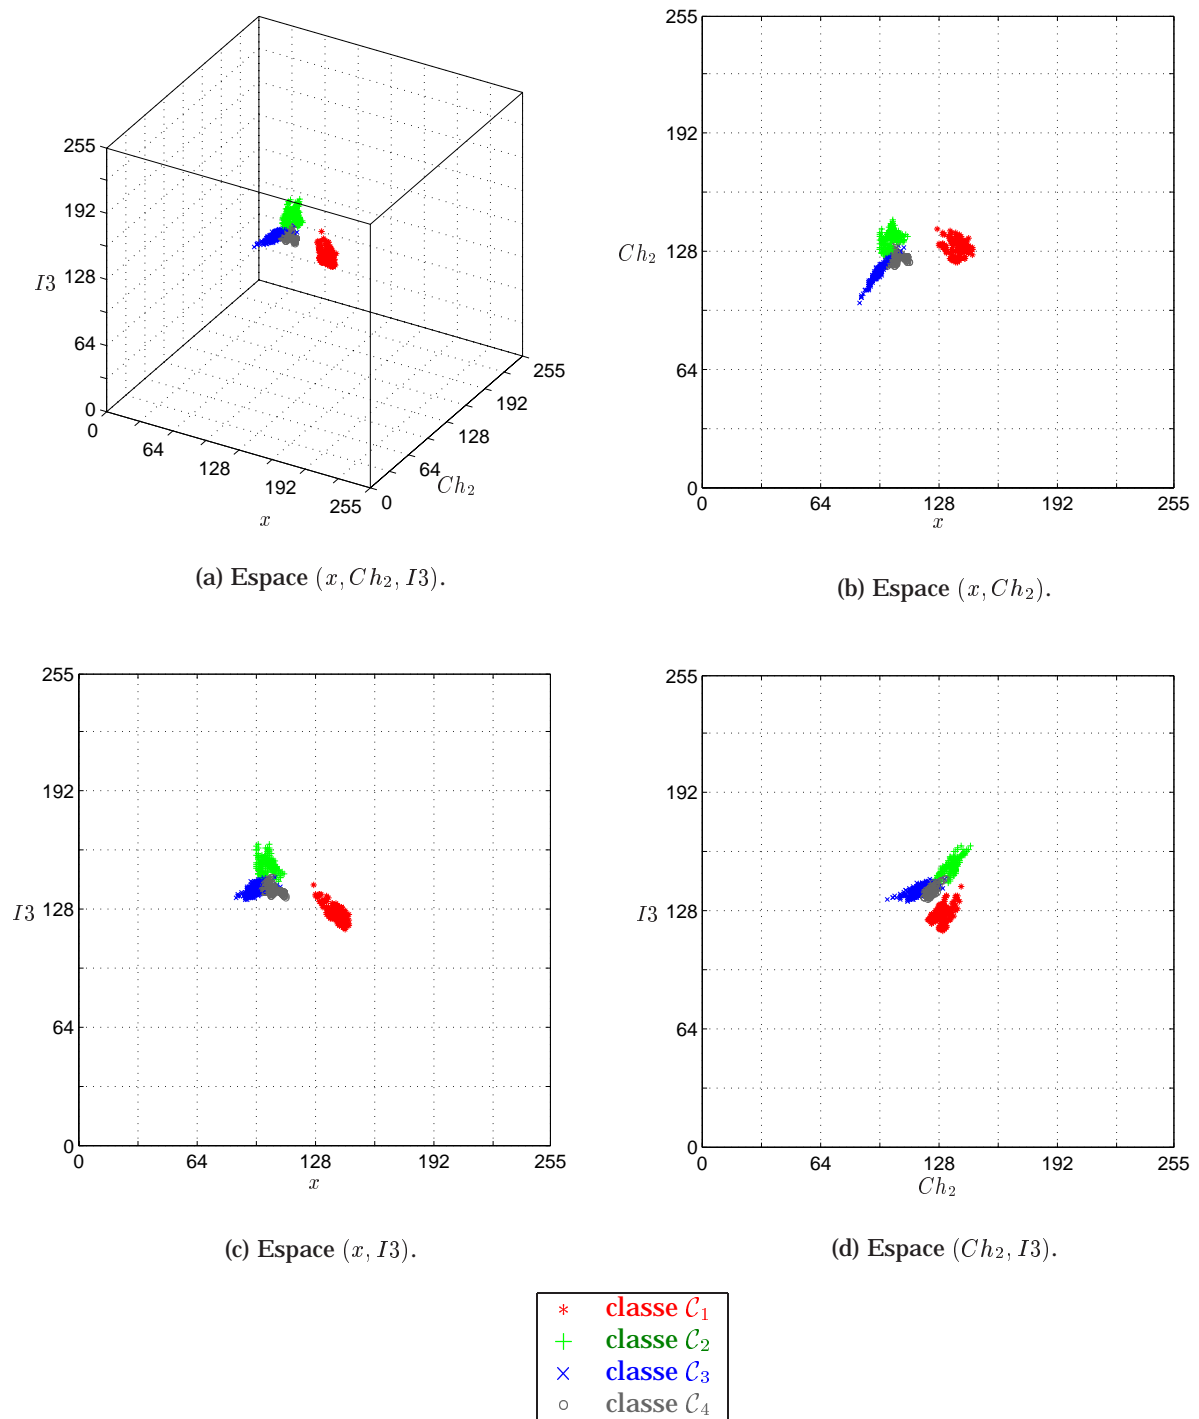 255
192
128
64
0
I3
0
64
128
192
255
x
0
64
128
192
255
Ch₂
(a) Espace (x, Ch₂, I3).
255
192
128
64
0
Ch₂
0
64
128
192
255
x
(b) Espace (x, Ch₂).
255
192
128
64
0
I3
0
64
128
192
255
x
(c) Espace (x, I3).
255
192
128
64
0
I3
0
64
128
192
255
Ch₂
(d) Espace (Ch₂, I3).
classe C₁
classe C₂
classe C₃
classe C₄